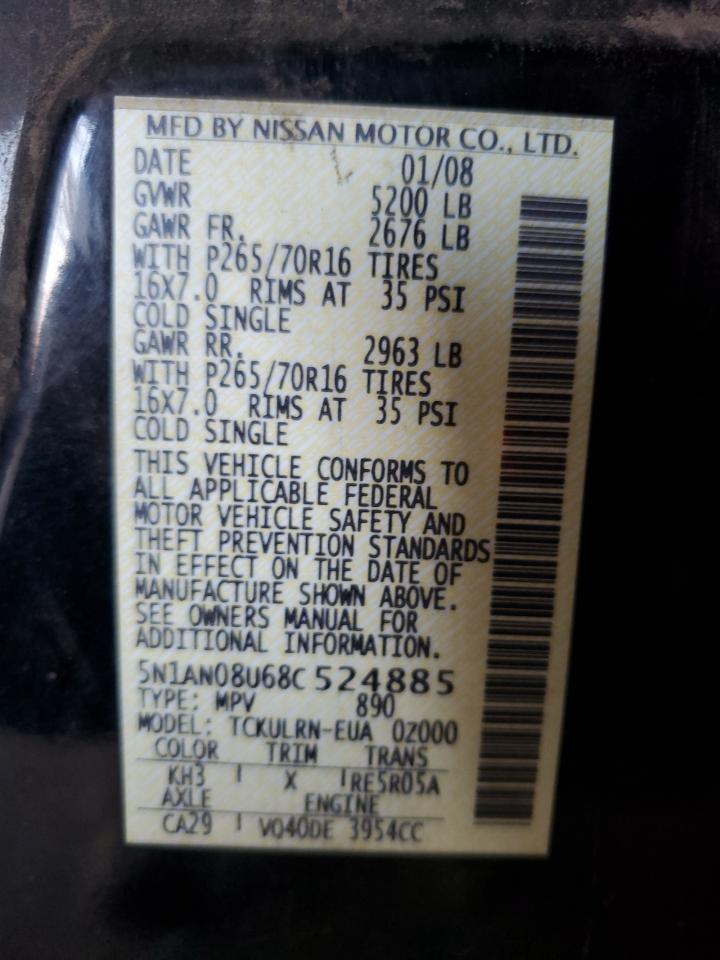 MFD BY NISSAN MOTOR CO., LTD.
DATE 01/08
GVWR 5200 LB
GAWR FR. 2676 LB
WITH P265/70R16 TIRES
16X7.0 RIMS AT 35 PSI
COLD SINGLE
GAWR RR. 2963 LB
WITH P265/70R16 TIRES
16X7.0 RIMS AT 35 PSI
COLD SINGLE
THIS VEHICLE CONFORMS TO
ALL APPLICABLE FEDERAL
MOTOR VEHICLE SAFETY AND
THEFT PREVENTION STANDARDS
IN EFFECT ON THE DATE OF
MANUFACTURE SHOWN ABOVE.
SEE OWNERS MANUAL FOR
ADDITIONAL INFORMATION.
5N1AN08U68C524885
TYPE: MPV 890
MODEL: TCKULRN-EUA 0Z000
COLOR TRIM TRANS
KH3 X RE5R05A
AXLE ENGINE
CA29 VQ40DE 3954CC